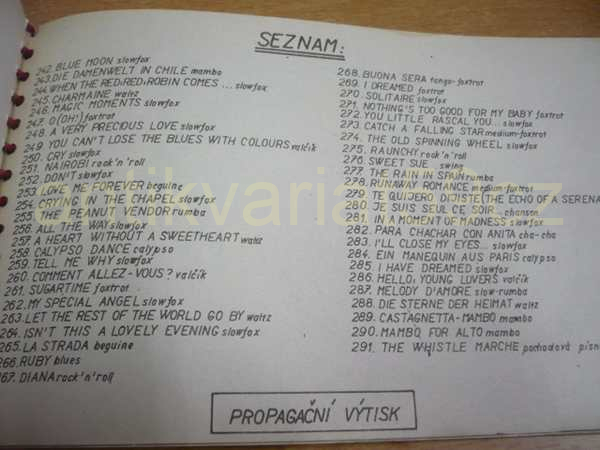 SEZNAM:
242. BLUE MOON slowfox
243. DIE DAMENWELT IN CHILE mambo
244. WHEN THE RED, RED, ROBIN COMES ... slowfox
245. CHARMAINE waltz
246. MAGIC MOMENTS slowfox
247. O (OH!) foxtrot
248. A VERY PRECIOUS LOVE slowfox
249. YOU CAN'T LOSE THE BLUES WITH COLOURS valčík
250. CRY slowfox
251. NAIROBI rock'n'roll
252. DON'T slowfox
253. LOVE ME FOREVER beguine
254. CRYING IN THE CHAPEL slowfox
255. THE PEANUT VENDOR rumba
256. ALL THE WAY slowfox
257. A HEART WITHOUT A SWEETHEART waltz
258. CALYPSO DANCE calypso
259. TELL ME WHY slowfox
260. COMMENT ALLEZ-VOUS? valčík
261. SUGARTIME foxtrot
262. MY SPECIAL ANGEL slowfox
263. LET THE REST OF THE WORLD GO BY waltz
264. ISN'T THIS A LOVELY EVENING slowfox
265. LA STRADA beguine
266. RUBY blues
267. DIANA rock'n'roll
268. BUONA SERA tango-foxtrot
269. I DREAMED foxtrot
270. SOLITAIRE slowfox
271. NOTHING'S TOO GOOD FOR MY BABY foxtrot
272. YOU LITTLE RASCAL YOU... slowfox
273. CATCH A FALLING STAR medium-foxtrot
274. THE OLD SPINNING WHEEL slowfox
275. RAUNCHY rock'n'roll
276. SWEET SUE swing
277. THE RAIN IN SPAIN rumba
278. RUNAWAY ROMANCE medium-foxtrot
279. TE QUIJERO DIJISTE (THE ECHO OF A SERENA
280. JE SUIS SEUL CE SOIR chanson
281. IN A MOMENT OF MADNESS slowfox
282. PARA CHACHAR CON ANITA cha-cha
283. I'LL CLOSE MY EYES... slowfox
284. EIN MANEQUIN AUS PARIS calypso
285. I HAVE DREAMED slowfox
286. HELLO, YOUNG LOVERS valčík
287. MELODY D'AMORE slow-rumba
288. DIE STERNE DER HEIMAT waltz
289. CASTAGNETTA-MAMBO mambo
290. MAMBO FOR ALTO mambo
291. THE WHISTLE MARCHE pochodová písn
PROPAGAČNÍ VÝTISK